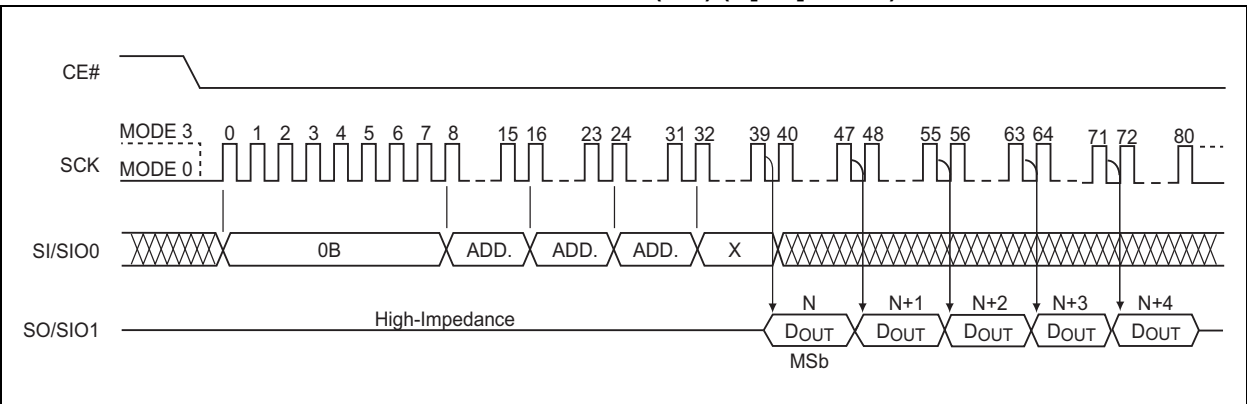 CE#
MODE 3 0 1 2 3 4 5 6 7 8 15 16 23 24 31 32 39 40 47 48 55 56 63 64 71 72 80
SCK MODE 0
SI/SIO0 0B ADD. ADD. ADD. X
N N+1 N+2 N+3 N+4
SO/SIO1 High-Impedance DOUT DOUT DOUT DOUT DOUT
MSb